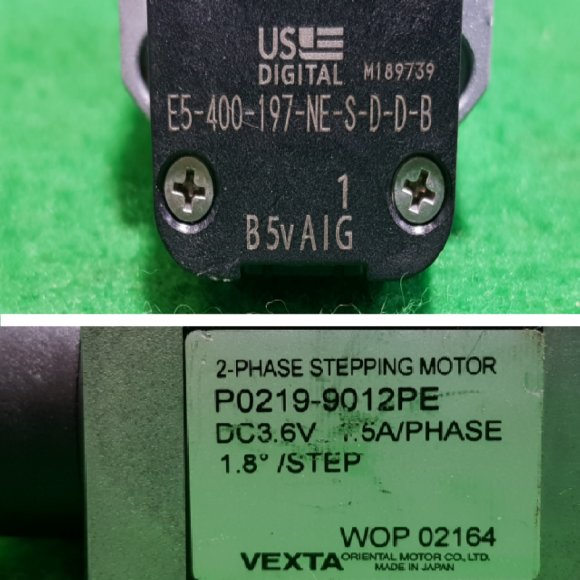 US
DIGITAL M189739
E5-400-197-NE-S-D-D-B
1
B5vAIG
2-PHASE STEPPING MOTOR
P0219-9012PE
DC3.6V 1.5A/PHASE
1.8° /STEP
WOP 02164
VEXTA ORIENTAL MOTOR CO., LTD.
MADE IN JAPAN